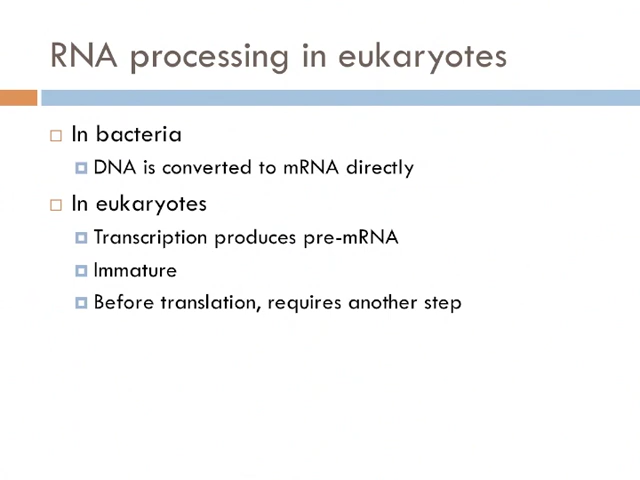 RNA processing in eukaryotes
In bacteria
DNA is converted to mRNA directly
In eukaryotes
Transcription produces pre-mRNA
Immature
Before translation, requires another step